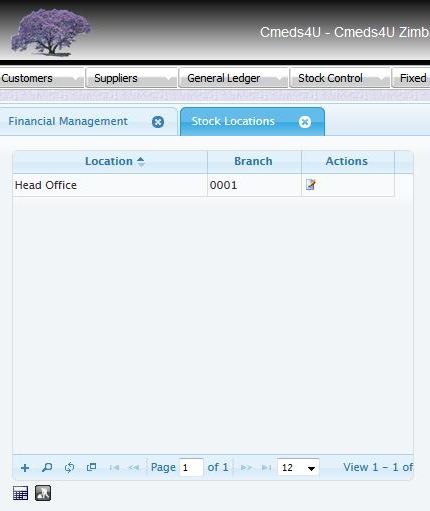 Cmeds4U - Cmeds4U Zimb
Customers Suppliers General Ledger Stock Control Fixed
Financial Management Stock Locations
Location Branch Actions
Head Office 0001
Page 1 of 1 12 View 1 - 1 of